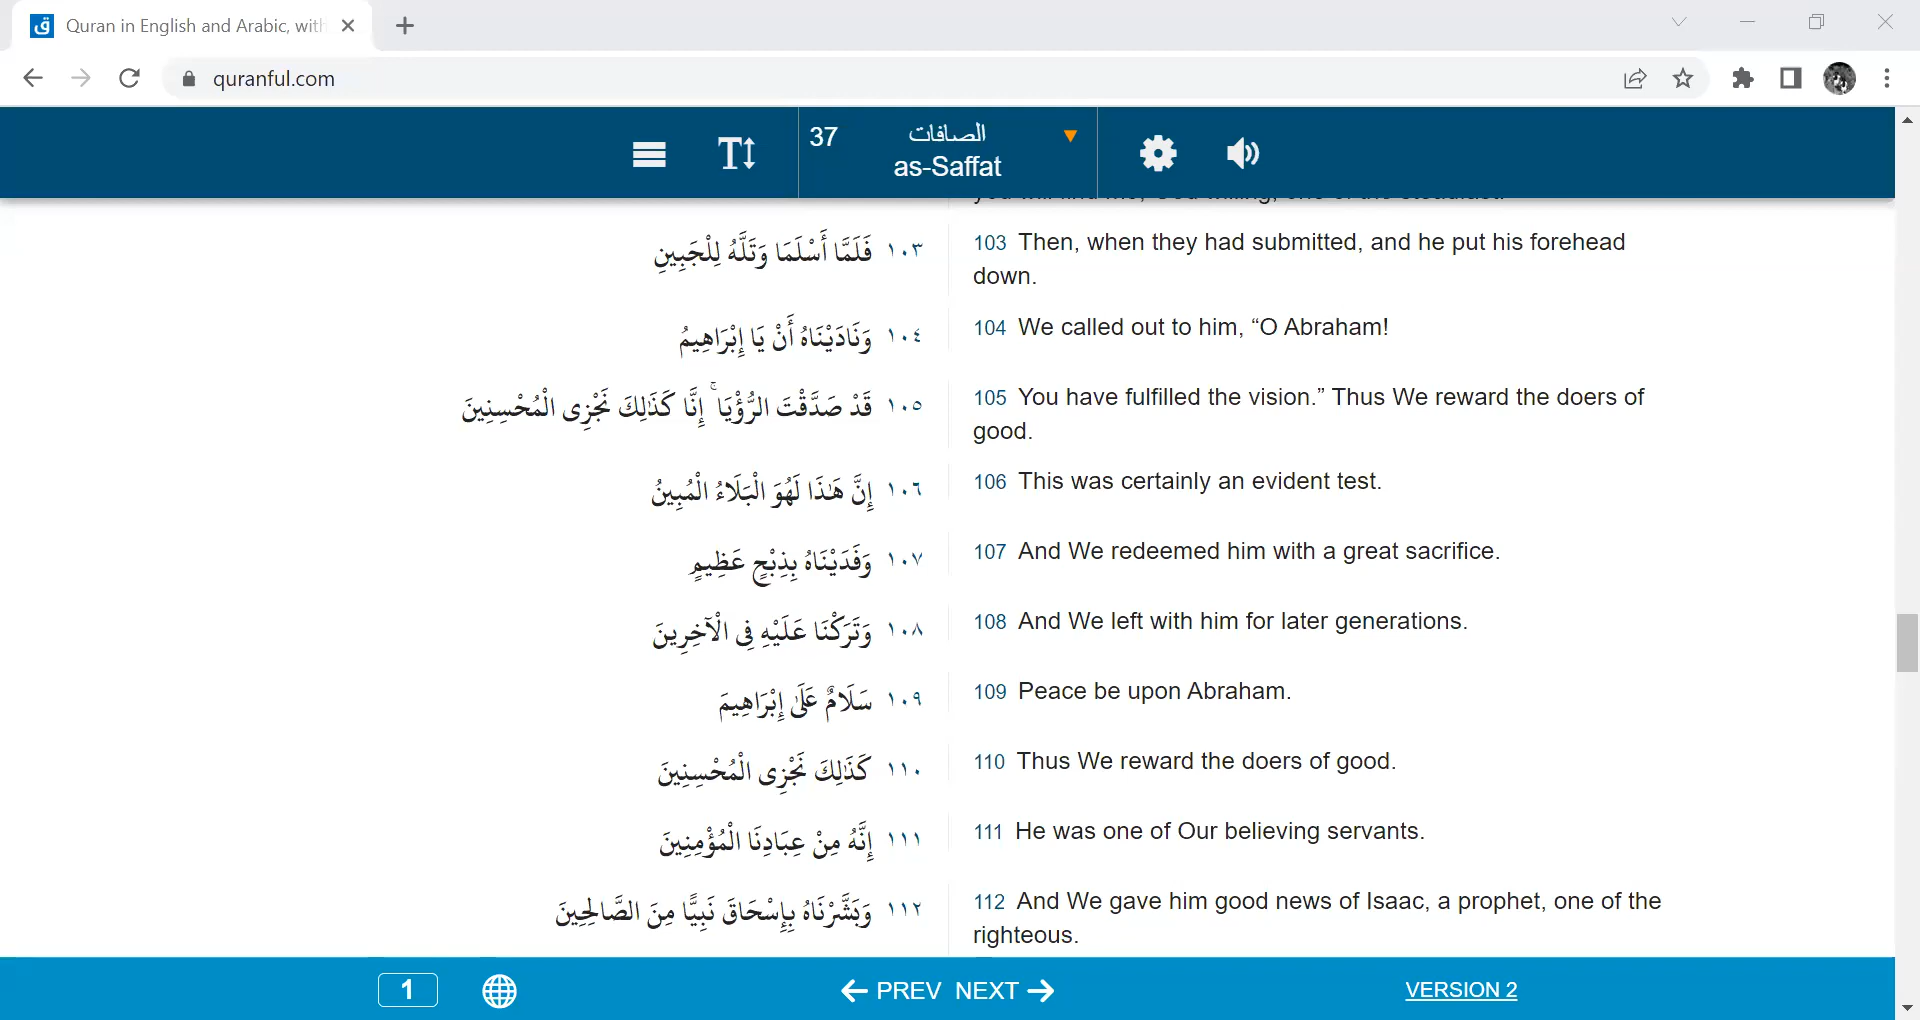 Quran in English and Arabic, with
quranful.com
37
الصافات
as-Saffat
١٠٣ فَلَمَّا أَسْلَمَا وَتَلَّهُ لِلْجَبِينِ
103 Then, when they had submitted, and he put his forehead
down.
١٠٤ وَنَادَيْنَاهُ أَنْ يَا إِبْرَاهِيمُ
104 We called out to him, “O Abraham!
١٠٥ قَدْ صَدَّقْتَ الرُّؤْيَا ۚ إِنَّا كَذَٰلِكَ نَجْزِي الْمُحْسِنِينَ
105 You have fulfilled the vision.” Thus We reward the doers of
good.
١٠٦ إِنَّ هَٰذَا لَهُوَ الْبَلَاءُ الْمُبِينُ
106 This was certainly an evident test.
١٠٧ وَفَدَيْنَاهُ بِذِبْحٍ عَظِيمٍ
107 And We redeemed him with a great sacrifice.
١٠٨ وَتَرَكْنَا عَلَيْهِ فِي الْآخِرِينَ
108 And We left with him for later generations.
١٠٩ سَلَامٌ عَلَىٰ إِبْرَاهِيمَ
109 Peace be upon Abraham.
١١٠ كَذَٰلِكَ نَجْزِي الْمُحْسِنِينَ
110 Thus We reward the doers of good.
١١١ إِنَّهُ مِنْ عِبَادِنَا الْمُؤْمِنِينَ
111 He was one of Our believing servants.
١١٢ وَبَشَّرْنَاهُ بِإِسْحَاقَ نَبِيًّا مِنَ الصَّالِحِينَ
112 And We gave him good news of Isaac, a prophet, one of the
righteous.
1
PREV NEXT
VERSION 2